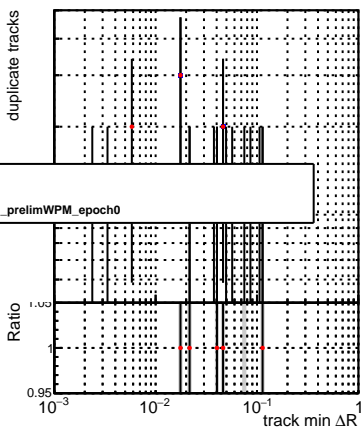 duplicate tracks
_prelimWPM_epoch0
1.05
Ratio
1
0.95
10⁻³
10⁻²
10⁻¹
1
track min ΔR